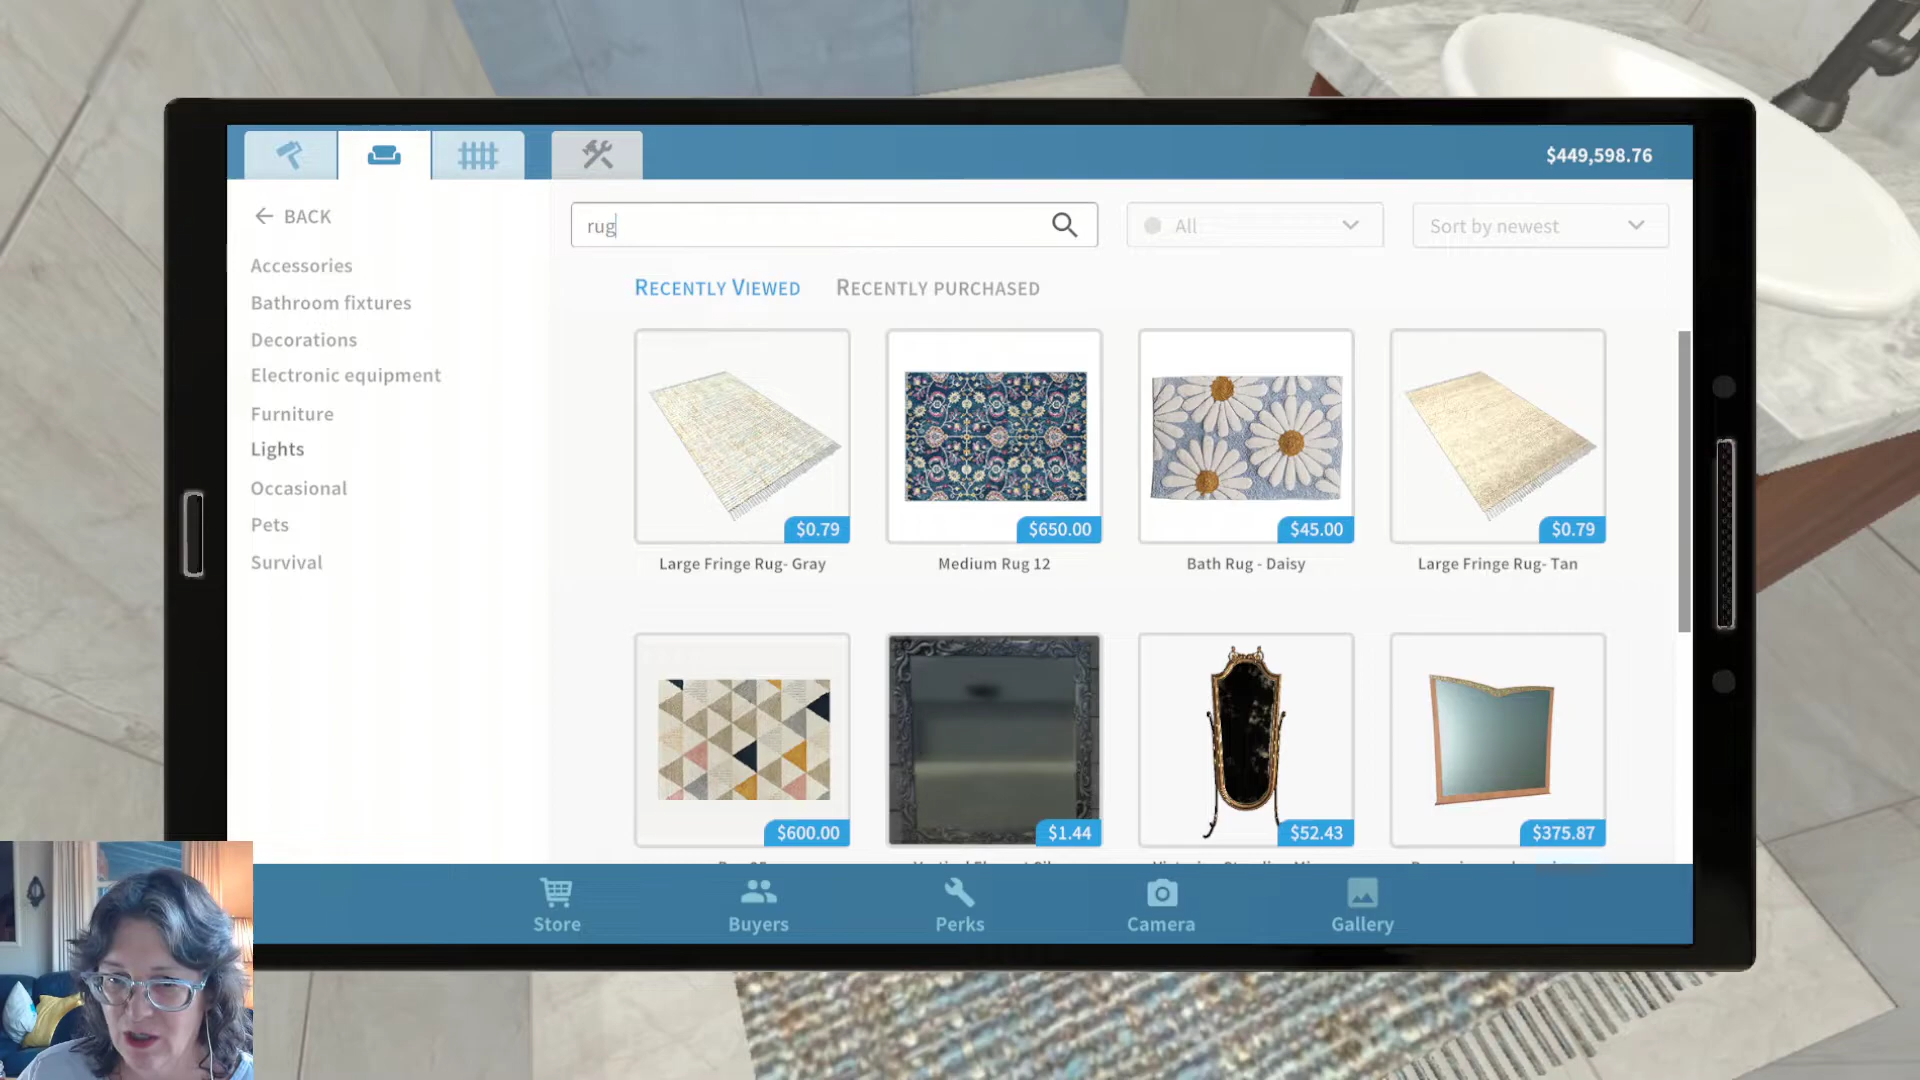 $449,598.76
BACK
rug
All
Sort by newest
Accessories
Bathroom fixtures
Decorations
Electronic equipment
Furniture
Lights
Occasional
Pets
Survival
RECENTLY VIEWED
RECENTLY PURCHASED
$0.79
$650.00
$45.00
$0.79
Large Fringe Rug- Gray
Medium Rug 12
Bath Rug - Daisy
Large Fringe Rug- Tan
$600.00
$1.44
$52.43
$375.87
Store
Buyers
Perks
Camera
Gallery